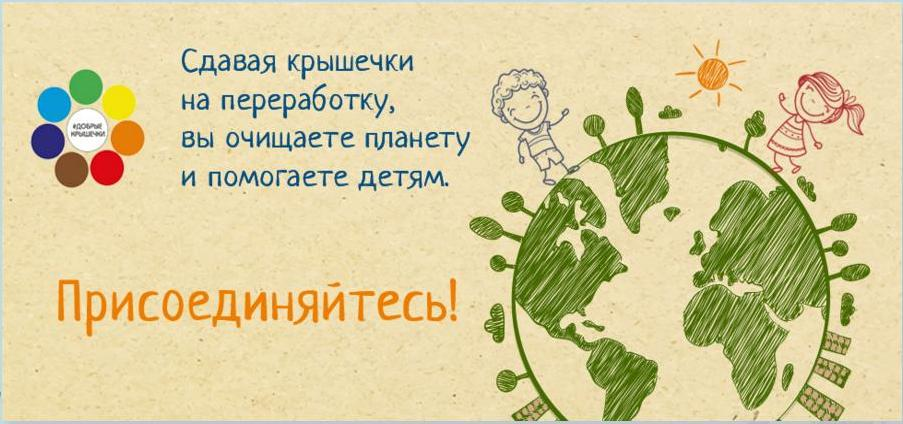 #ДОБРЫЕ
КРЫШЕЧКИ
Сдавая крышечки
на переработку,
вы очищаете планету
и помогаете детям.
Присоединяйтесь!